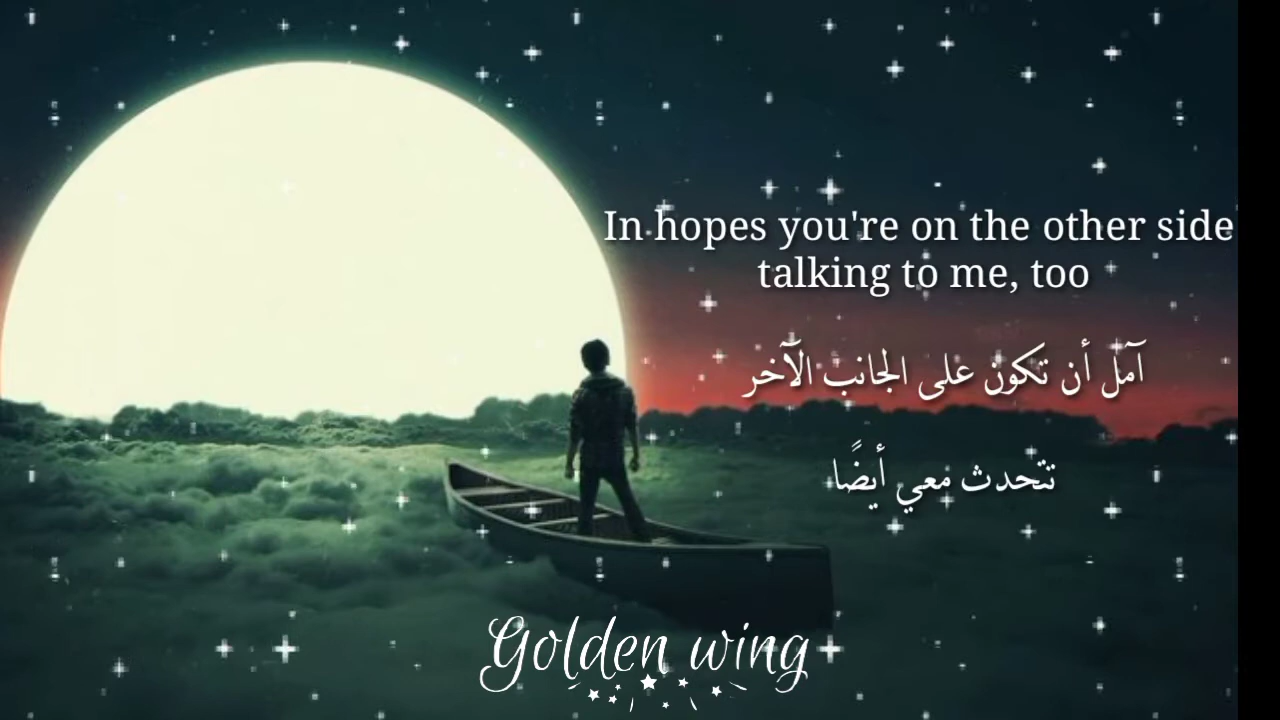 In hopes you're on the other side
talking to me, too
آمل أن تكون على الجانب الآخر
تتحدث معي أيضًا
Golden wing